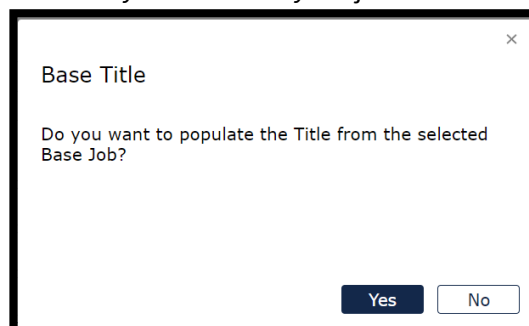 ×
Base Title
Do you want to populate the Title from the selected
Base Job?
Yes No